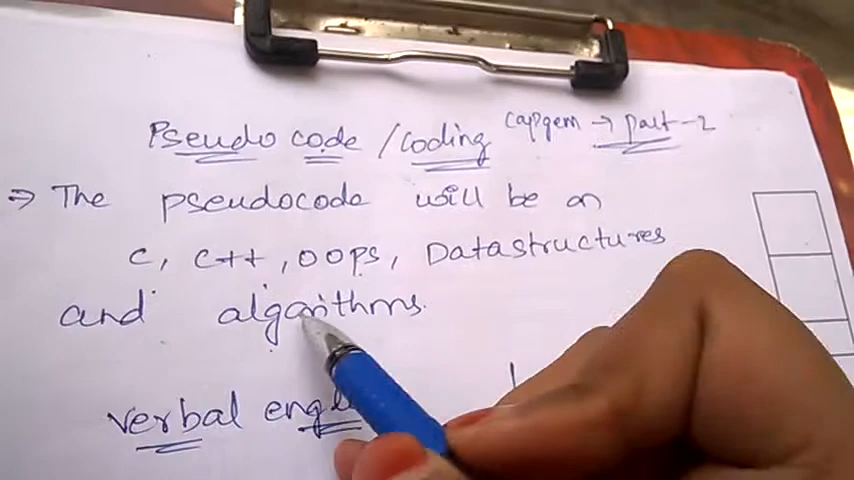 Pseudo code / coding capgem → part-2
⇒ The pseudocode will be on
C, C++, OOPS, Datastructures
and algorithms.
verbal